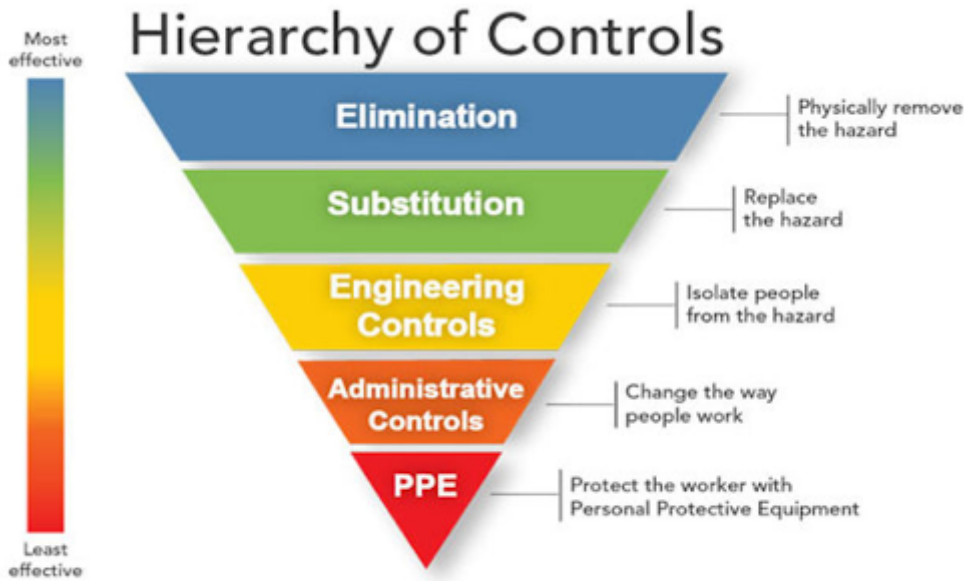 Hierarchy of Controls
Most
effective
Elimination
Physically remove
the hazard
Substitution
Replace
the hazard
Engineering
Controls
Isolate people
from the hazard
Administrative
Controls
Change the way
people work
PPE
Protect the worker with
Personal Protective Equipment
Least
effective